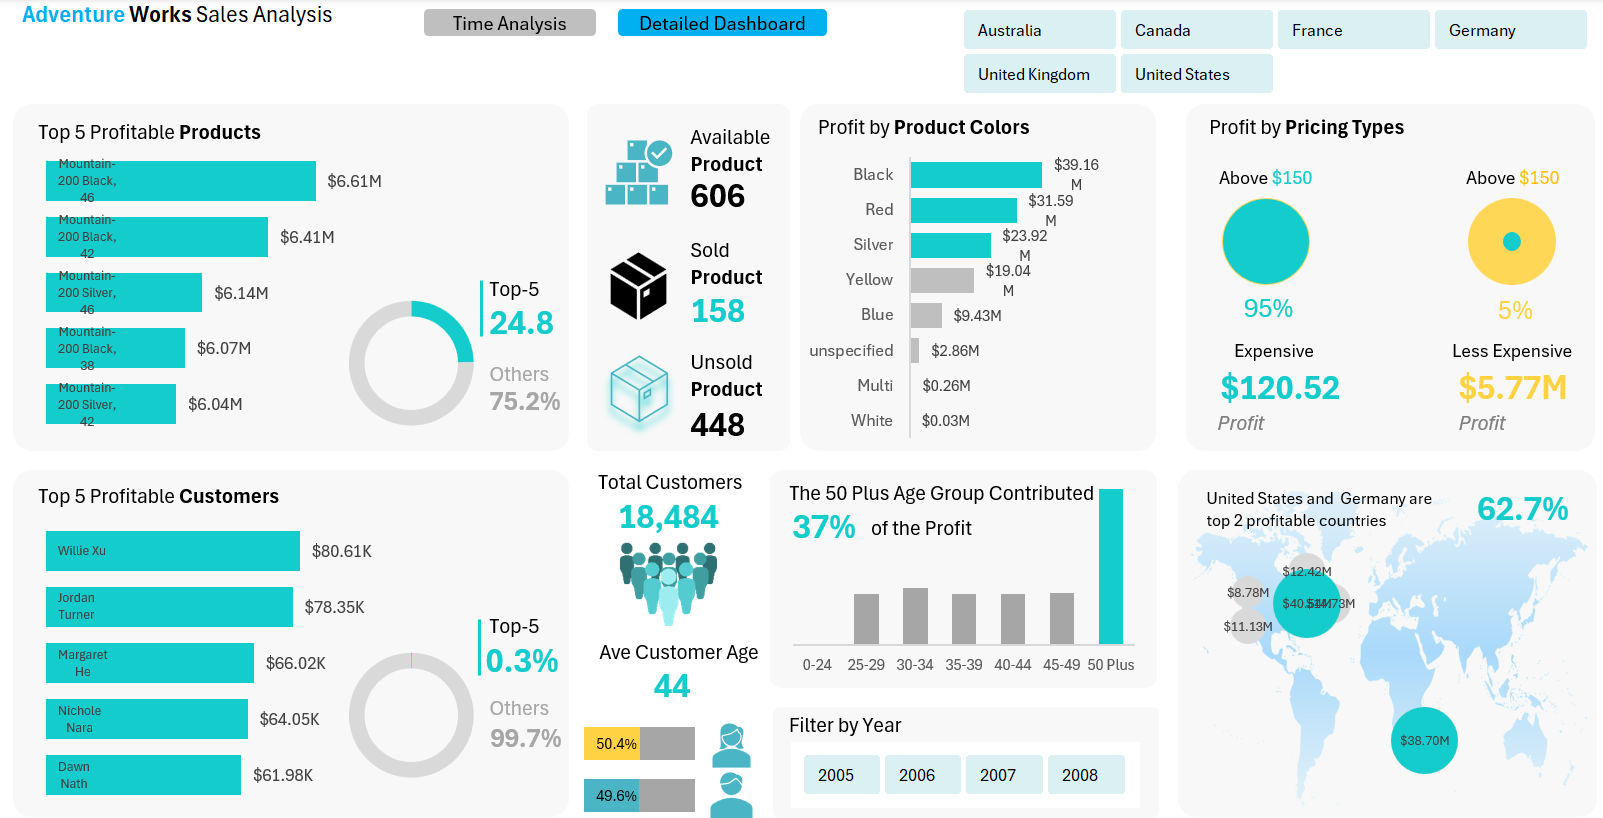 Adventure Works Sales Analysis
Time Analysis
Detailed Dashboard
Australia
Canada
France
Germany
United Kingdom
United States
Top 5 Profitable Products
Mountain-
200 Black,
46
$6.61M
Mountain-
200 Black,
42
$6.41M
Mountain-
200 Silver,
46
$6.14M
Mountain-
200 Black,
38
$6.07M
Mountain-
200 Silver,
42
$6.04M
Top-5
24.8
Others
75.2%
Available
Product
606
Sold
Product
158
Unsold
Product
448
Profit by Product Colors
Black
$39.16
M
Red
$31.59
M
Silver
$23.92
M
Yellow
$19.04
M
Blue
$9.43M
unspecified
$2.86M
Multi
$0.26M
White
$0.03M
Profit by Pricing Types
Above $150
95%
Expensive
$120.52
Profit
Above $150
5%
Less Expensive
$5.77M
Profit
Top 5 Profitable Customers
Willie Xu
$80.61K
Jordan
Turner
$78.35K
Margaret
He
$66.02K
Nichole
Nara
$64.05K
Dawn
Nath
$61.98K
Top-5
0.3%
Others
99.7%
Total Customers
18,484
Ave Customer Age
44
50.4%
49.6%
The 50 Plus Age Group Contributed
37% of the Profit
0-24
25-29
30-34
35-39
40-44
45-49
50 Plus
Filter by Year
2005
2006
2007
2008
United States and Germany are
top 2 profitable countries
62.7%
$12.42M
$8.78M
$11.13M
$38.70M